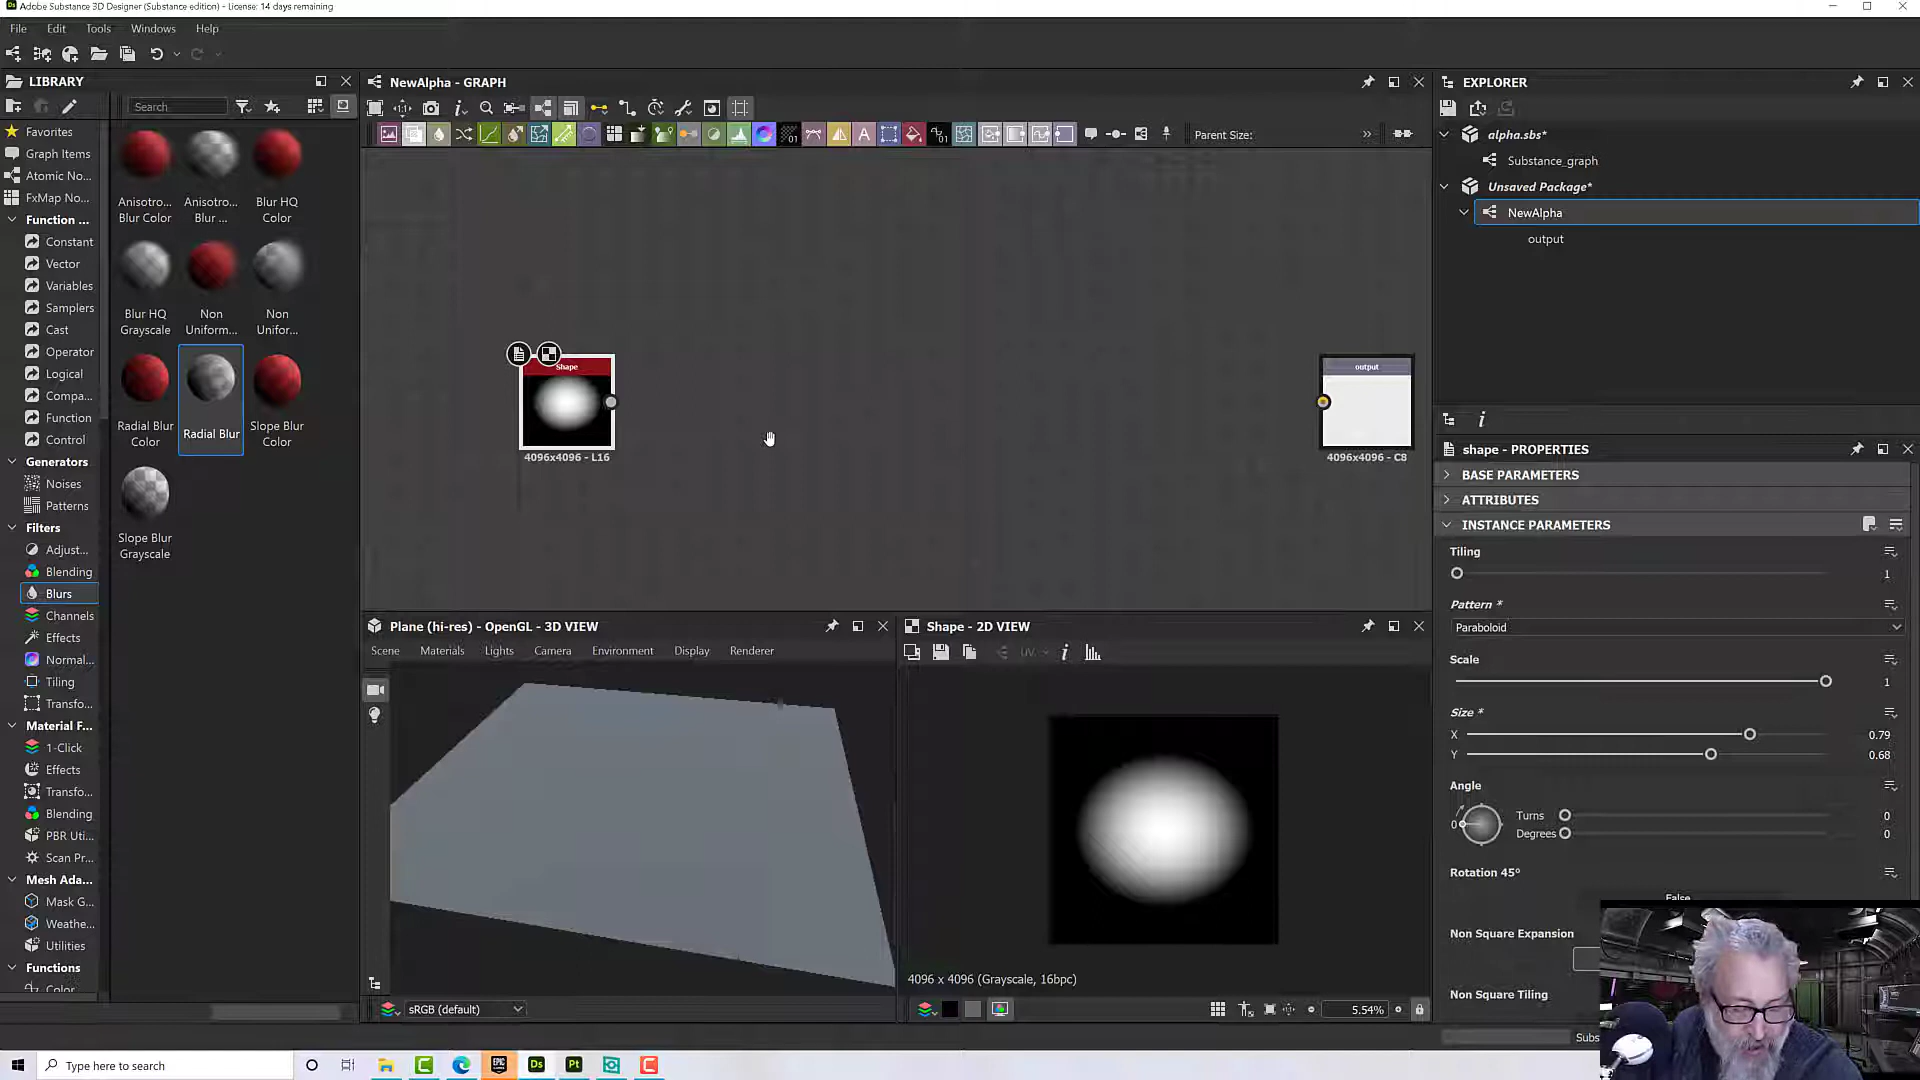 Adobe Substance 3D Designer (Substance edition) - License: 14 days remaining
File Edit Tools Windows Help
LIBRARY
Search
Favorites
Graph Items
Atomic No...
FxMap No...
Function ...
Constant
Vector
Variables
Samplers
Cast
Operator
Logical
Compa...
Function
Control
Generators
Noises
Patterns
Filters
Adjust...
Blending
Blurs
Channels
Effects
Normal...
Tiling
Transfo...
Material F...
1-Click
Effects
Transfo...
Blending
PBR Uti...
Scan Pr...
Mesh Ada...
Mask G...
Weathe...
Utilities
Functions
Color
Anisotro... Blur Color
Anisotro... Blur ...
Blur HQ Color
Blur HQ Grayscale
Non Uniform...
Non Unifor...
Radial Blur Color
Radial Blur
Slope Blur Color
Slope Blur Grayscale
NewAlpha - GRAPH
Parent Size:
Shape
4096x4096 - L16
output
4096x4096 - C8
Plane (hi-res) - OpenGL - 3D VIEW
Scene Materials Lights Camera Environment Display Renderer
sRGB (default)
Shape - 2D VIEW
UV
4096 x 4096 (Grayscale, 16bpc)
5.54%
EXPLORER
alpha.sbs*
Substance_graph
Unsaved Package*
NewAlpha
output
shape - PROPERTIES
BASE PARAMETERS
ATTRIBUTES
INSTANCE PARAMETERS
Tiling
1
Pattern *
Paraboloid
Scale
1
Size *
X 0.79
Y 0.68
Angle
0 Turns 0
Degrees 0
Rotation 45º
False
Non Square Expansion
Non Square Tiling
Subs
Type here to search
EPIC
Ds
Pt